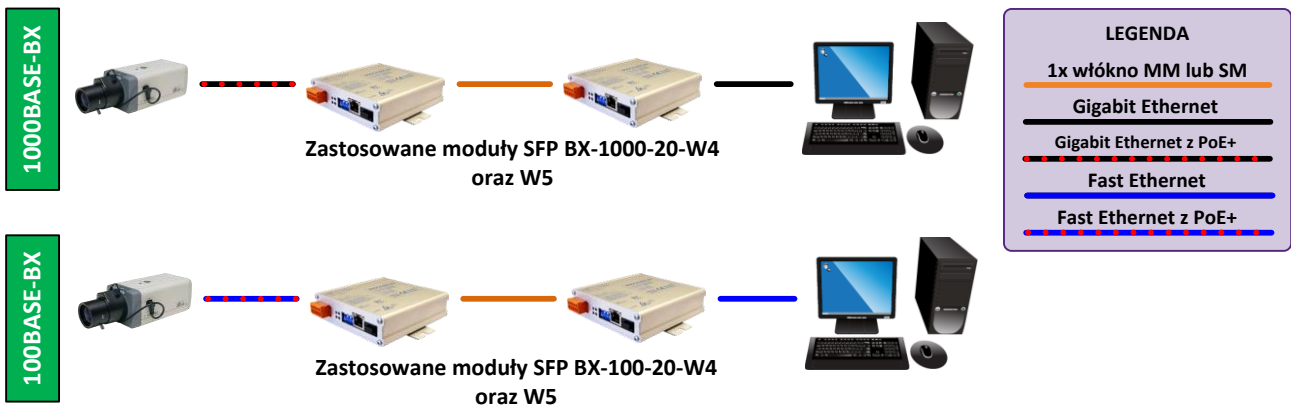 1000BASE-BX
Zastosowane moduły SFP BX-1000-20-W4
oraz W5
LEGENDA
1x włókno MM lub SM
Gigabit Ethernet
Gigabit Ethernet z PoE+
Fast Ethernet
Fast Ethernet z PoE+
100BASE-BX
Zastosowane moduły SFP BX-100-20-W4
oraz W5